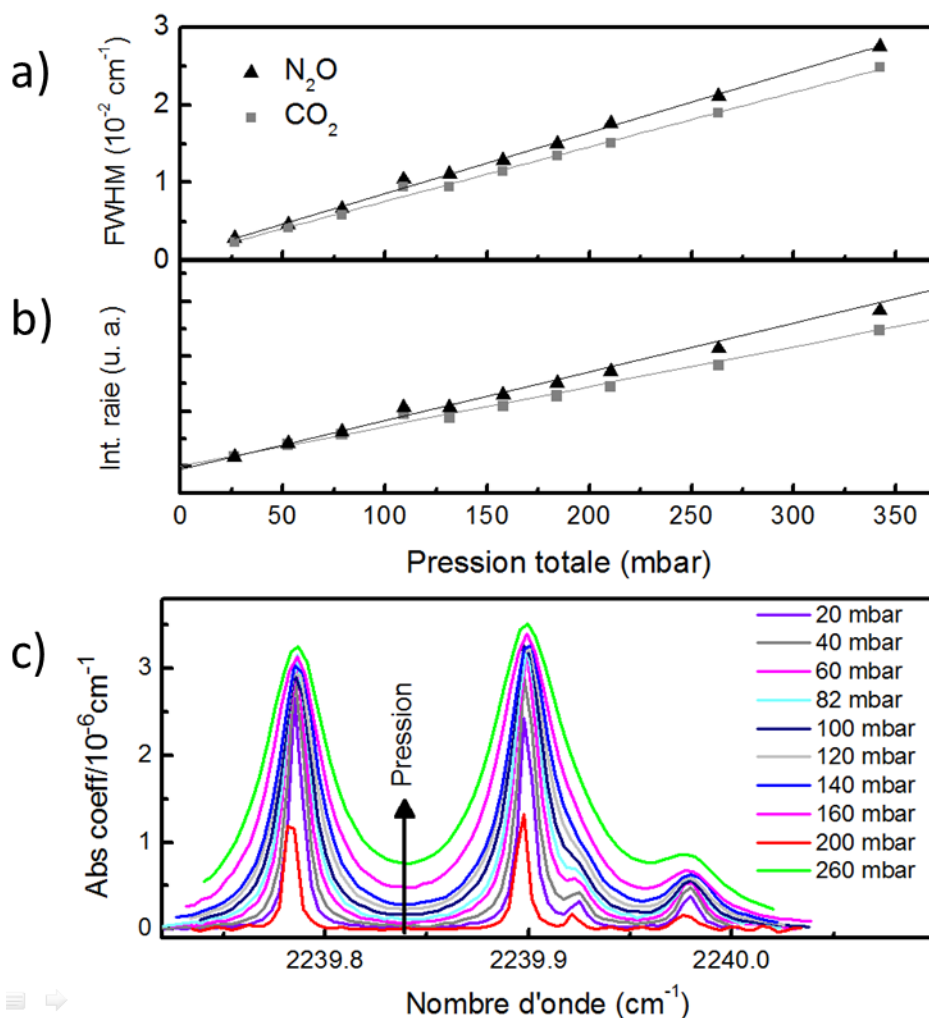 a)
FWHM (10⁻² cm⁻¹)
3
2
1
0
N₂O
CO₂
b)
Int. raie (u. a.)
0 50 100 150 200 250 300 350
Pression totale (mbar)
c)
Abs coeff/10⁻⁶cm⁻¹
3
2
1
0
Pression
20 mbar
40 mbar
60 mbar
82 mbar
100 mbar
120 mbar
140 mbar
160 mbar
200 mbar
260 mbar
2239.8 2239.9 2240.0
Nombre d'onde (cm⁻¹)